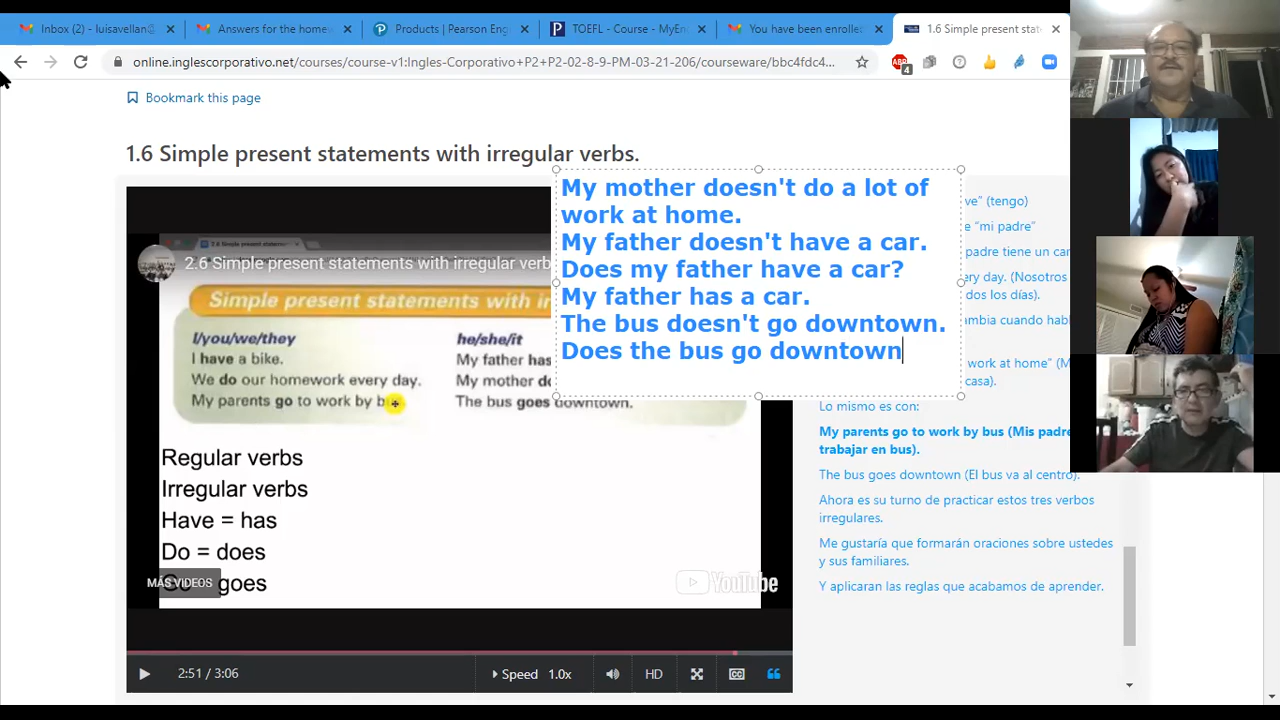 Inbox (2) - luisavellan@
Answers for the home
Products | Pearson Eng
TOEFL - Course - MyEn
You have been enrolle
1.6 Simple present stat
online.inglescorporativo.net/courses/course-v1:Ingles-Corporativo+P2+P2-02-8-9-PM-03-21-206/courseware/bbc4fdc4...
ABP
4
Bookmark this page
1.6 Simple present statements with irregular verbs.
2.6 Simple present statements with irregular verb
Simple present statements with i
I/you/we/they
he/she/it
I have a bike.
My father has
We do our homework every day.
My mother do
My parents go to work by b
The bus goes downtown.
Regular verbs
Irregular verbs
Have = has
Do = does
goes
MÁS VIDEOS
YouTube
2:51 / 3:06
Speed 1.0x
HD
CC
My mother doesn't do a lot of
work at home.
My father doesn't have a car.
Does my father have a car?
My father has a car.
The bus doesn't go downtown.
Does the bus go downtown
ve" (tengo)
e "mi padre"
padre tiene un car
ery day. (Nosotros
dos los días).
ambia cuando habl
work at home" (M
casa).
Lo mismo es con:
My parents go to work by bus (Mis padre
trabajar en bus).
The bus goes downtown (El bus va al centro).
Ahora es su turno de practicar estos tres verbos
irregulares.
Me gustaría que formarán oraciones sobre ustedes
y sus familiares.
Y aplicaran las reglas que acabamos de aprender.